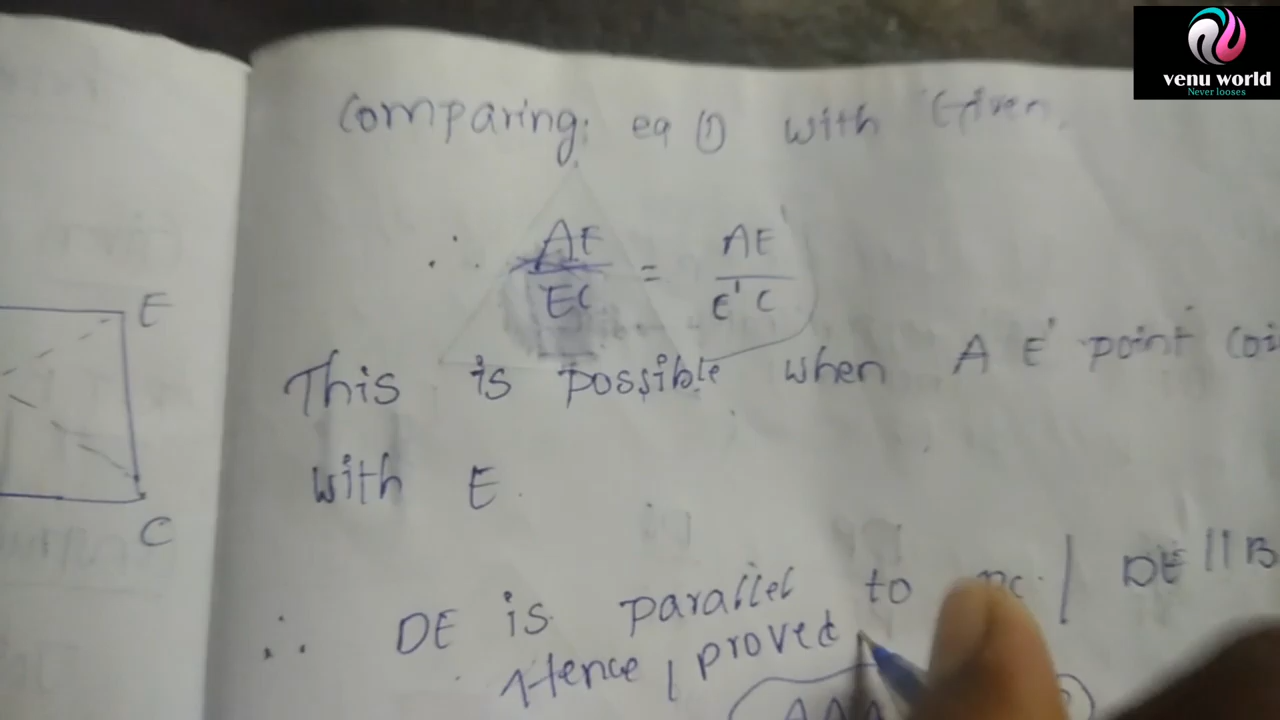 venu world
Never looses
Comparing eq ① with Given.
∴ AE/EC = AE'/E'C
This is possible when A E' point
with E.
∴ DE is parallel to BC. | DE || B
Hence, proved
E
C